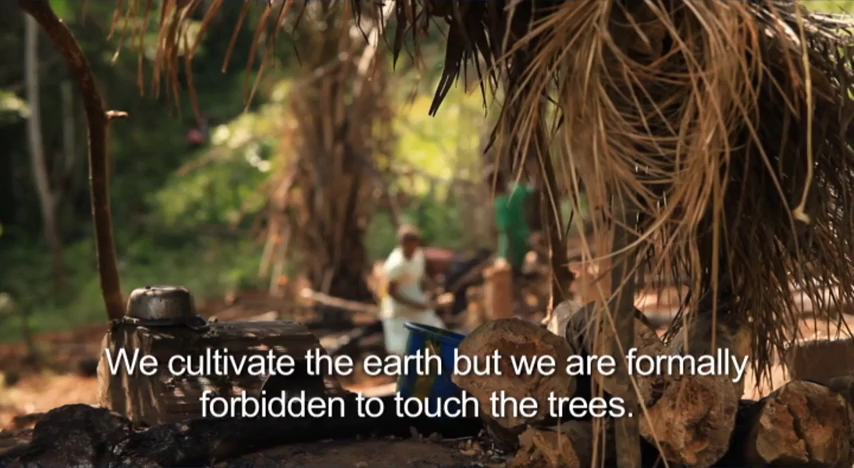 We cultivate the earth but we are formally
forbidden to touch the trees.